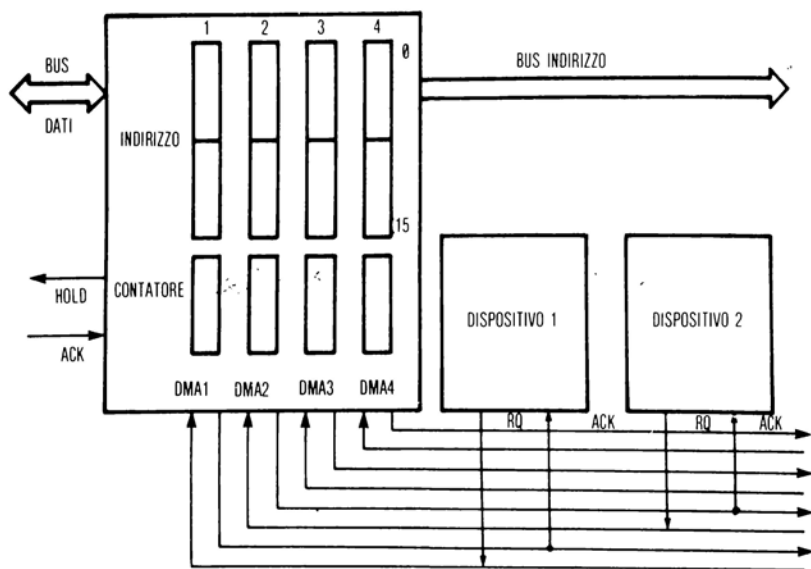 1 2 3 4
0
BUS
DATI
BUS INDIRIZZO
INDIRIZZO
15
HOLD
ACK
CONTATORE
DISPOSITIVO 1
DISPOSITIVO 2
DMA1 DMA2 DMA3 DMA4
RQ ACK RQ ACK